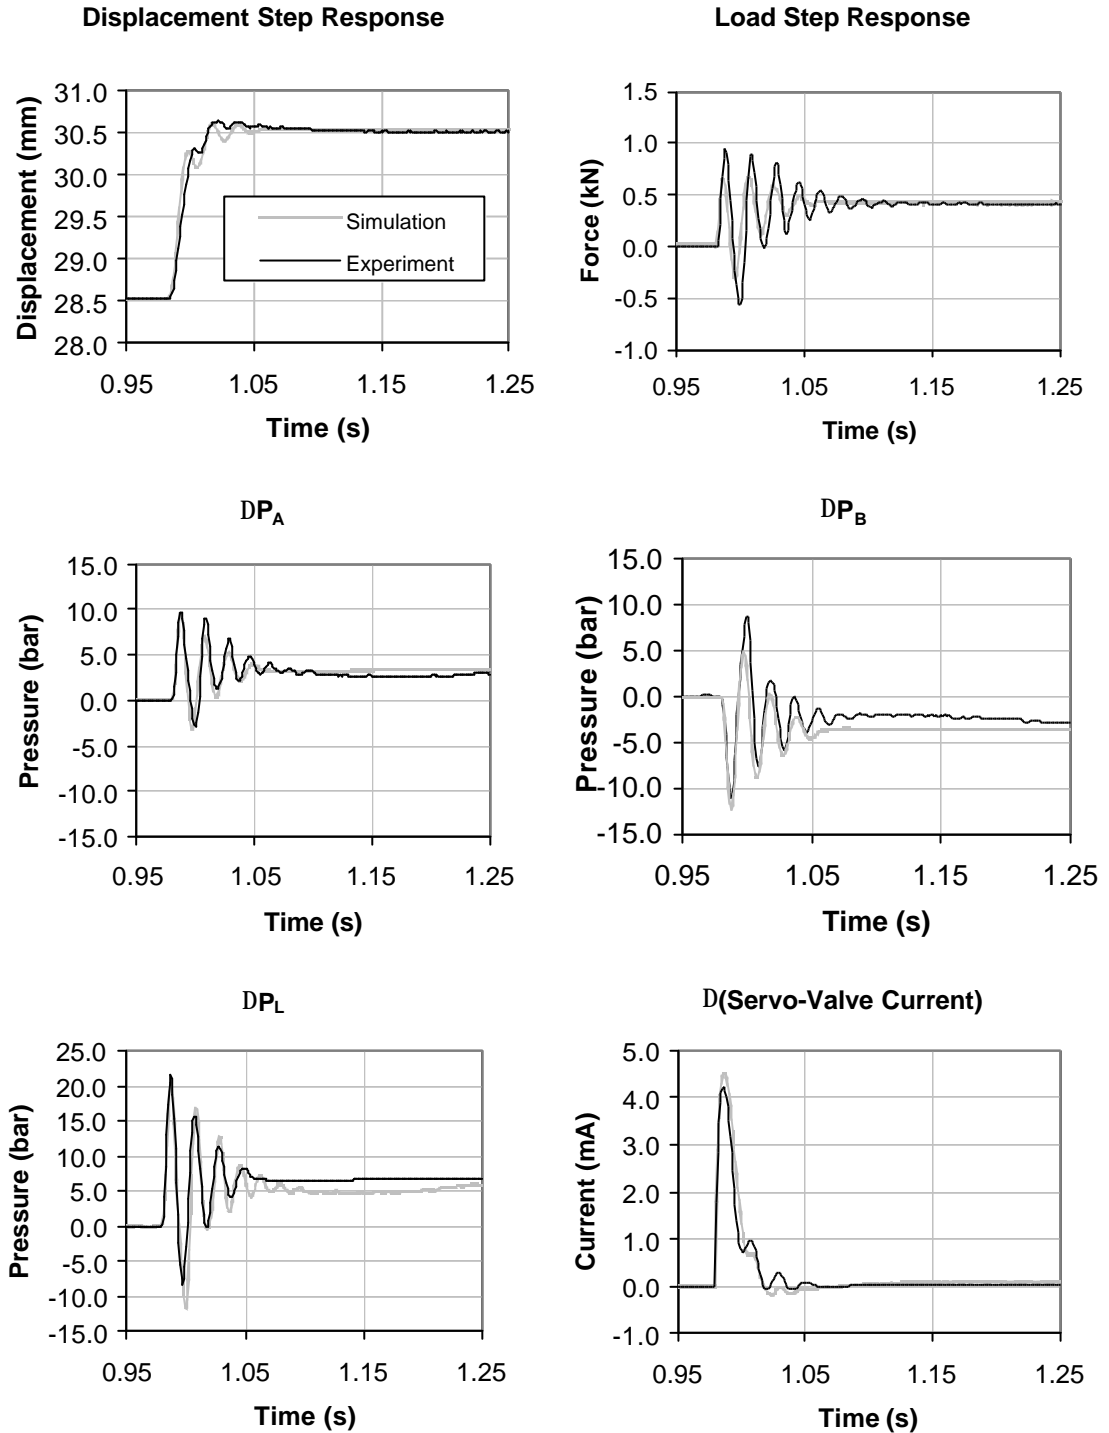 Displacement Step Response
31.0
30.5
30.0
29.5
29.0
28.5
28.0
Displacement (mm)
Simulation
Experiment
0.95 1.05 1.15 1.25
Time (s)
Load Step Response
1.5
1.0
0.5
0.0
-0.5
-1.0
Force (kN)
0.95 1.05 1.15 1.25
Time (s)
DP_A
15.0
10.0
5.0
0.0
-5.0
-10.0
-15.0
Pressure (bar)
0.95 1.05 1.15 1.25
Time (s)
DP_B
15.0
10.0
5.0
0.0
-5.0
-10.0
-15.0
Pressure (bar)
0.95 1.05 1.15 1.25
Time (s)
DP_L
25.0
20.0
15.0
10.0
5.0
0.0
-5.0
-10.0
-15.0
Pressure (bar)
0.95 1.05 1.15 1.25
Time (s)
D(Servo-Valve Current)
5.0
4.0
3.0
2.0
1.0
0.0
-1.0
Current (mA)
0.95 1.05 1.15 1.25
Time (s)